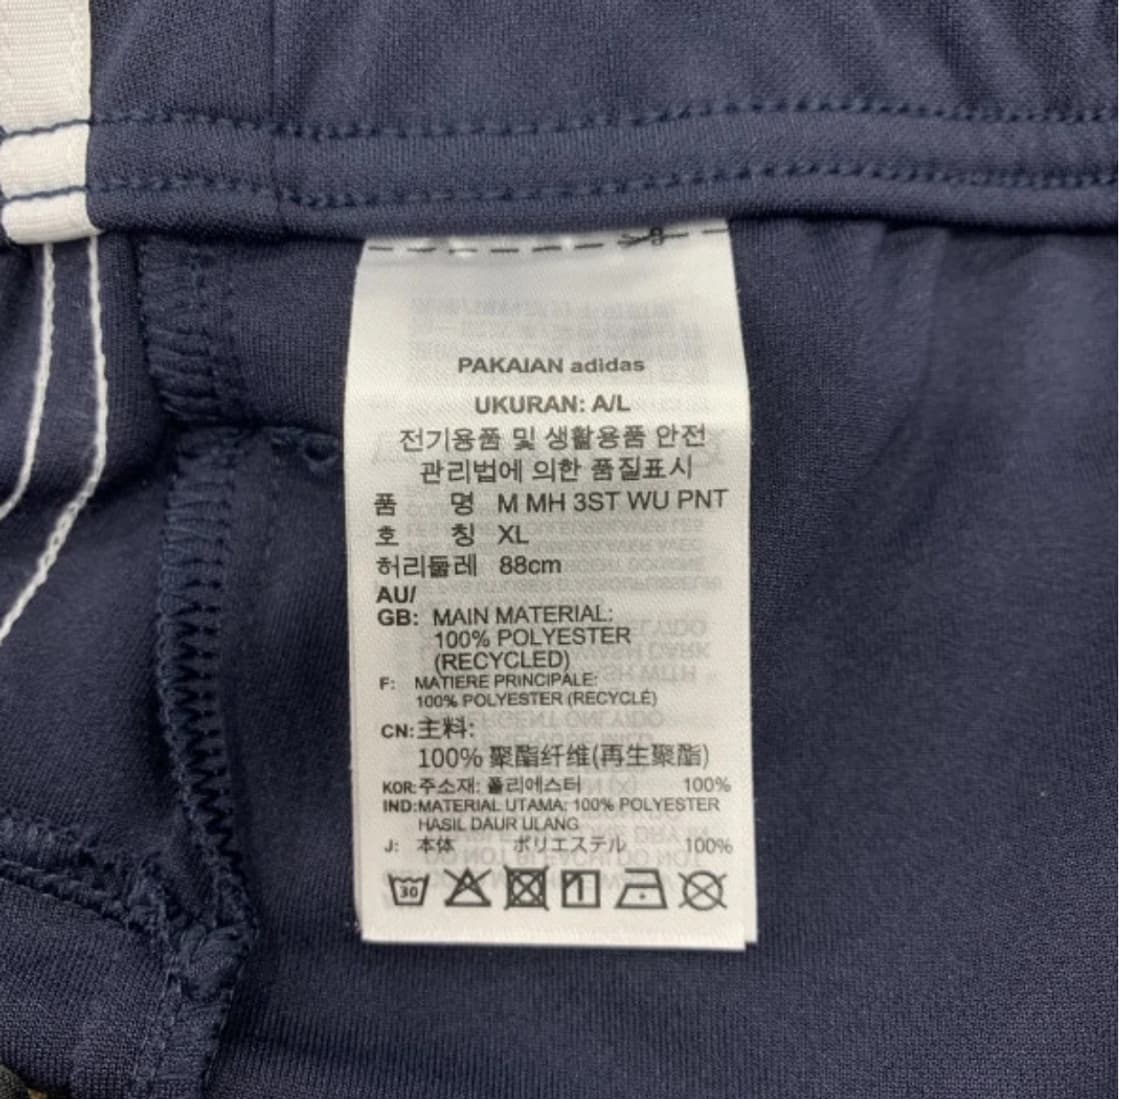 PAKAIAN adidas
UKURAN: A/L
전기용품 및 생활용품 안전
관리법에 의한 품질표시
품 명 M MH 3ST WU PNT
호 칭 XL
허리둘레 88cm
AU/
GB: MAIN MATERIAL:
100% POLYESTER
(RECYCLED)
F: MATIERE PRINCIPALE:
100% POLYESTER (RECYCLÉ)
CN: 主料:
100% 聚酯纤维(再生聚酯)
KOR: 주소재: 폴리에스터 100%
IND: MATERIAL UTAMA: 100% POLYESTER
HASIL DAUR ULANG
J: 本体 ポリエステル 100%
30 1